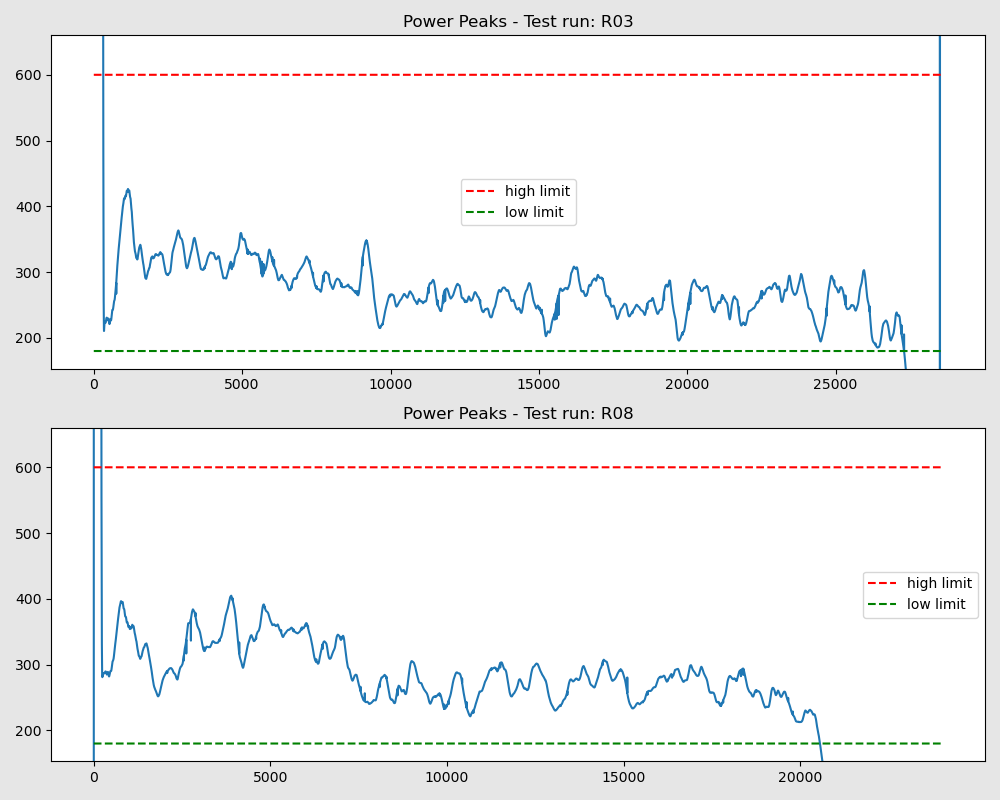 Power Peaks - Test run: R03
600
500
400
300
200
high limit
low limit
0 5000 10000 15000 20000 25000
Power Peaks - Test run: R08
600
500
400
300
200
high limit
low limit
0 5000 10000 15000 20000